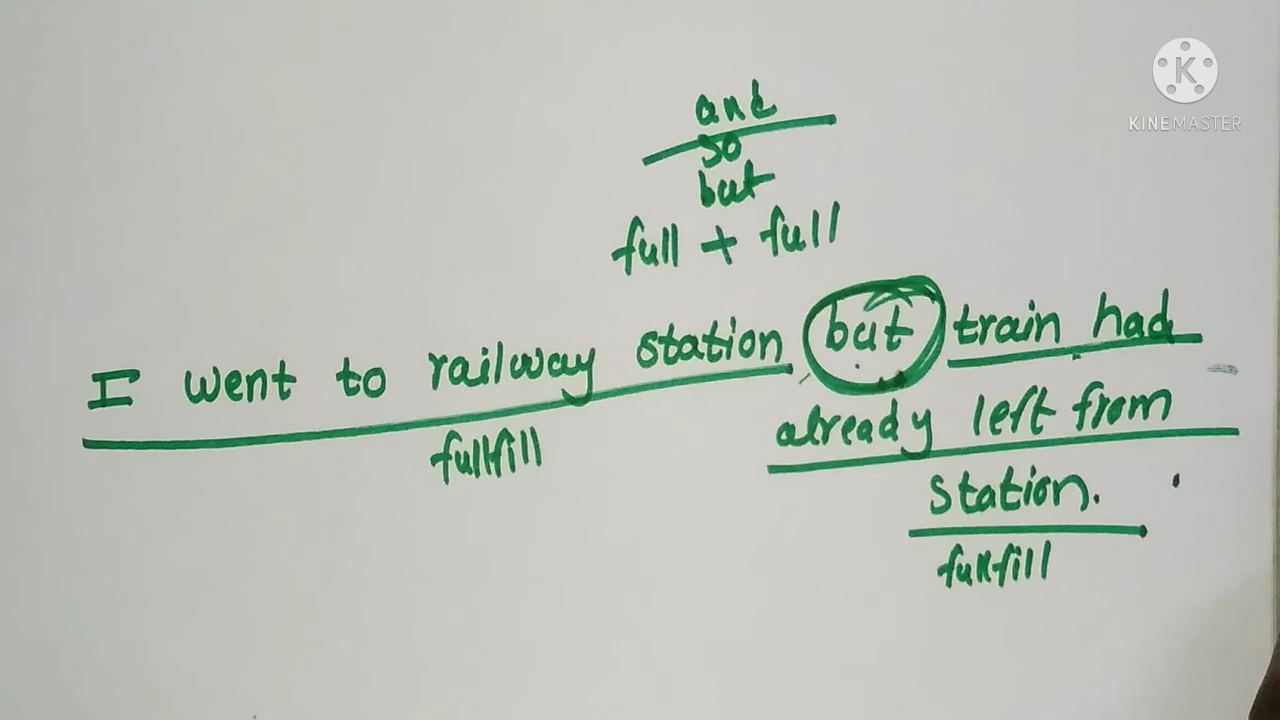 K
KINEMASTER
and
so
but
full + full
I went to railway station but train had
already left from
station.
fullfill
fullfill